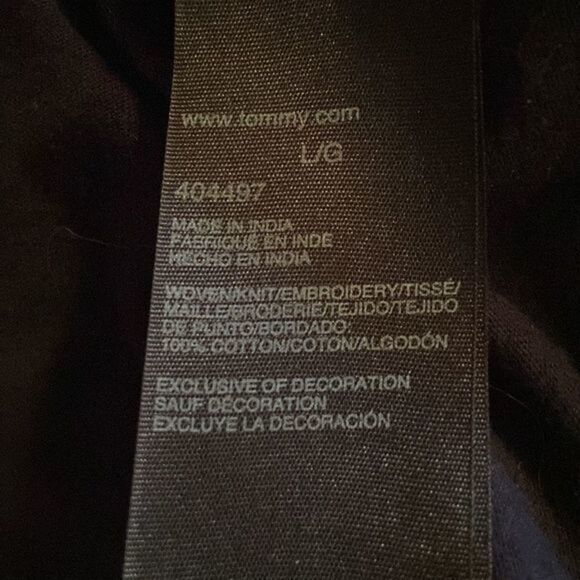 www.tommy.com
L/G
404497
MADE IN INDIA
FABRIQUÉ EN INDE
HECHO EN INDIA
WOVEN/KNIT/EMBROIDERY/TISSÉ/
MAILLE/BRODERIE/TEJIDO/TEJIDO
DE PUNTO/BORDADO:
100% COTTON/COTON/ALGODÓN
EXCLUSIVE OF DECORATION
SAUF DÉCORATION
EXCLUYE LA DECORACIÓN